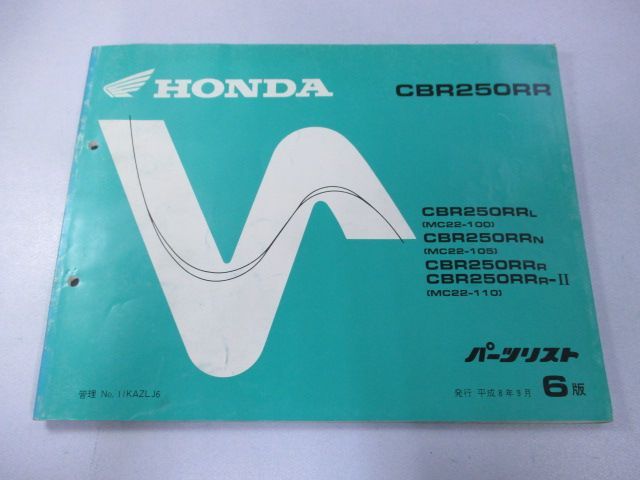 HONDA
CBR250RR
CBR250RRL
(MC22-100)
CBR250RRN
(MC22-105)
CBR250RRR
CBR250RRR-II
(MC22-110)
パーツリスト
管理 No. 11KAZLJ6
発行 平成8年9月 6版